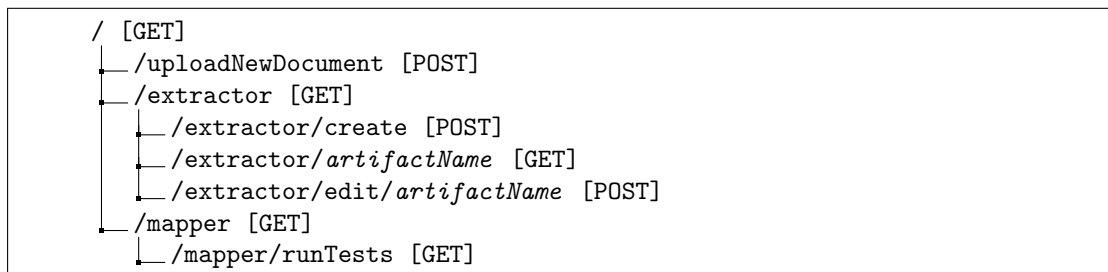 / [GET]
/uploadNewDocument [POST]
/extractor [GET]
/extractor/create [POST]
/extractor/artifactName [GET]
/extractor/edit/artifactName [POST]
/mapper [GET]
/mapper/runTests [GET]